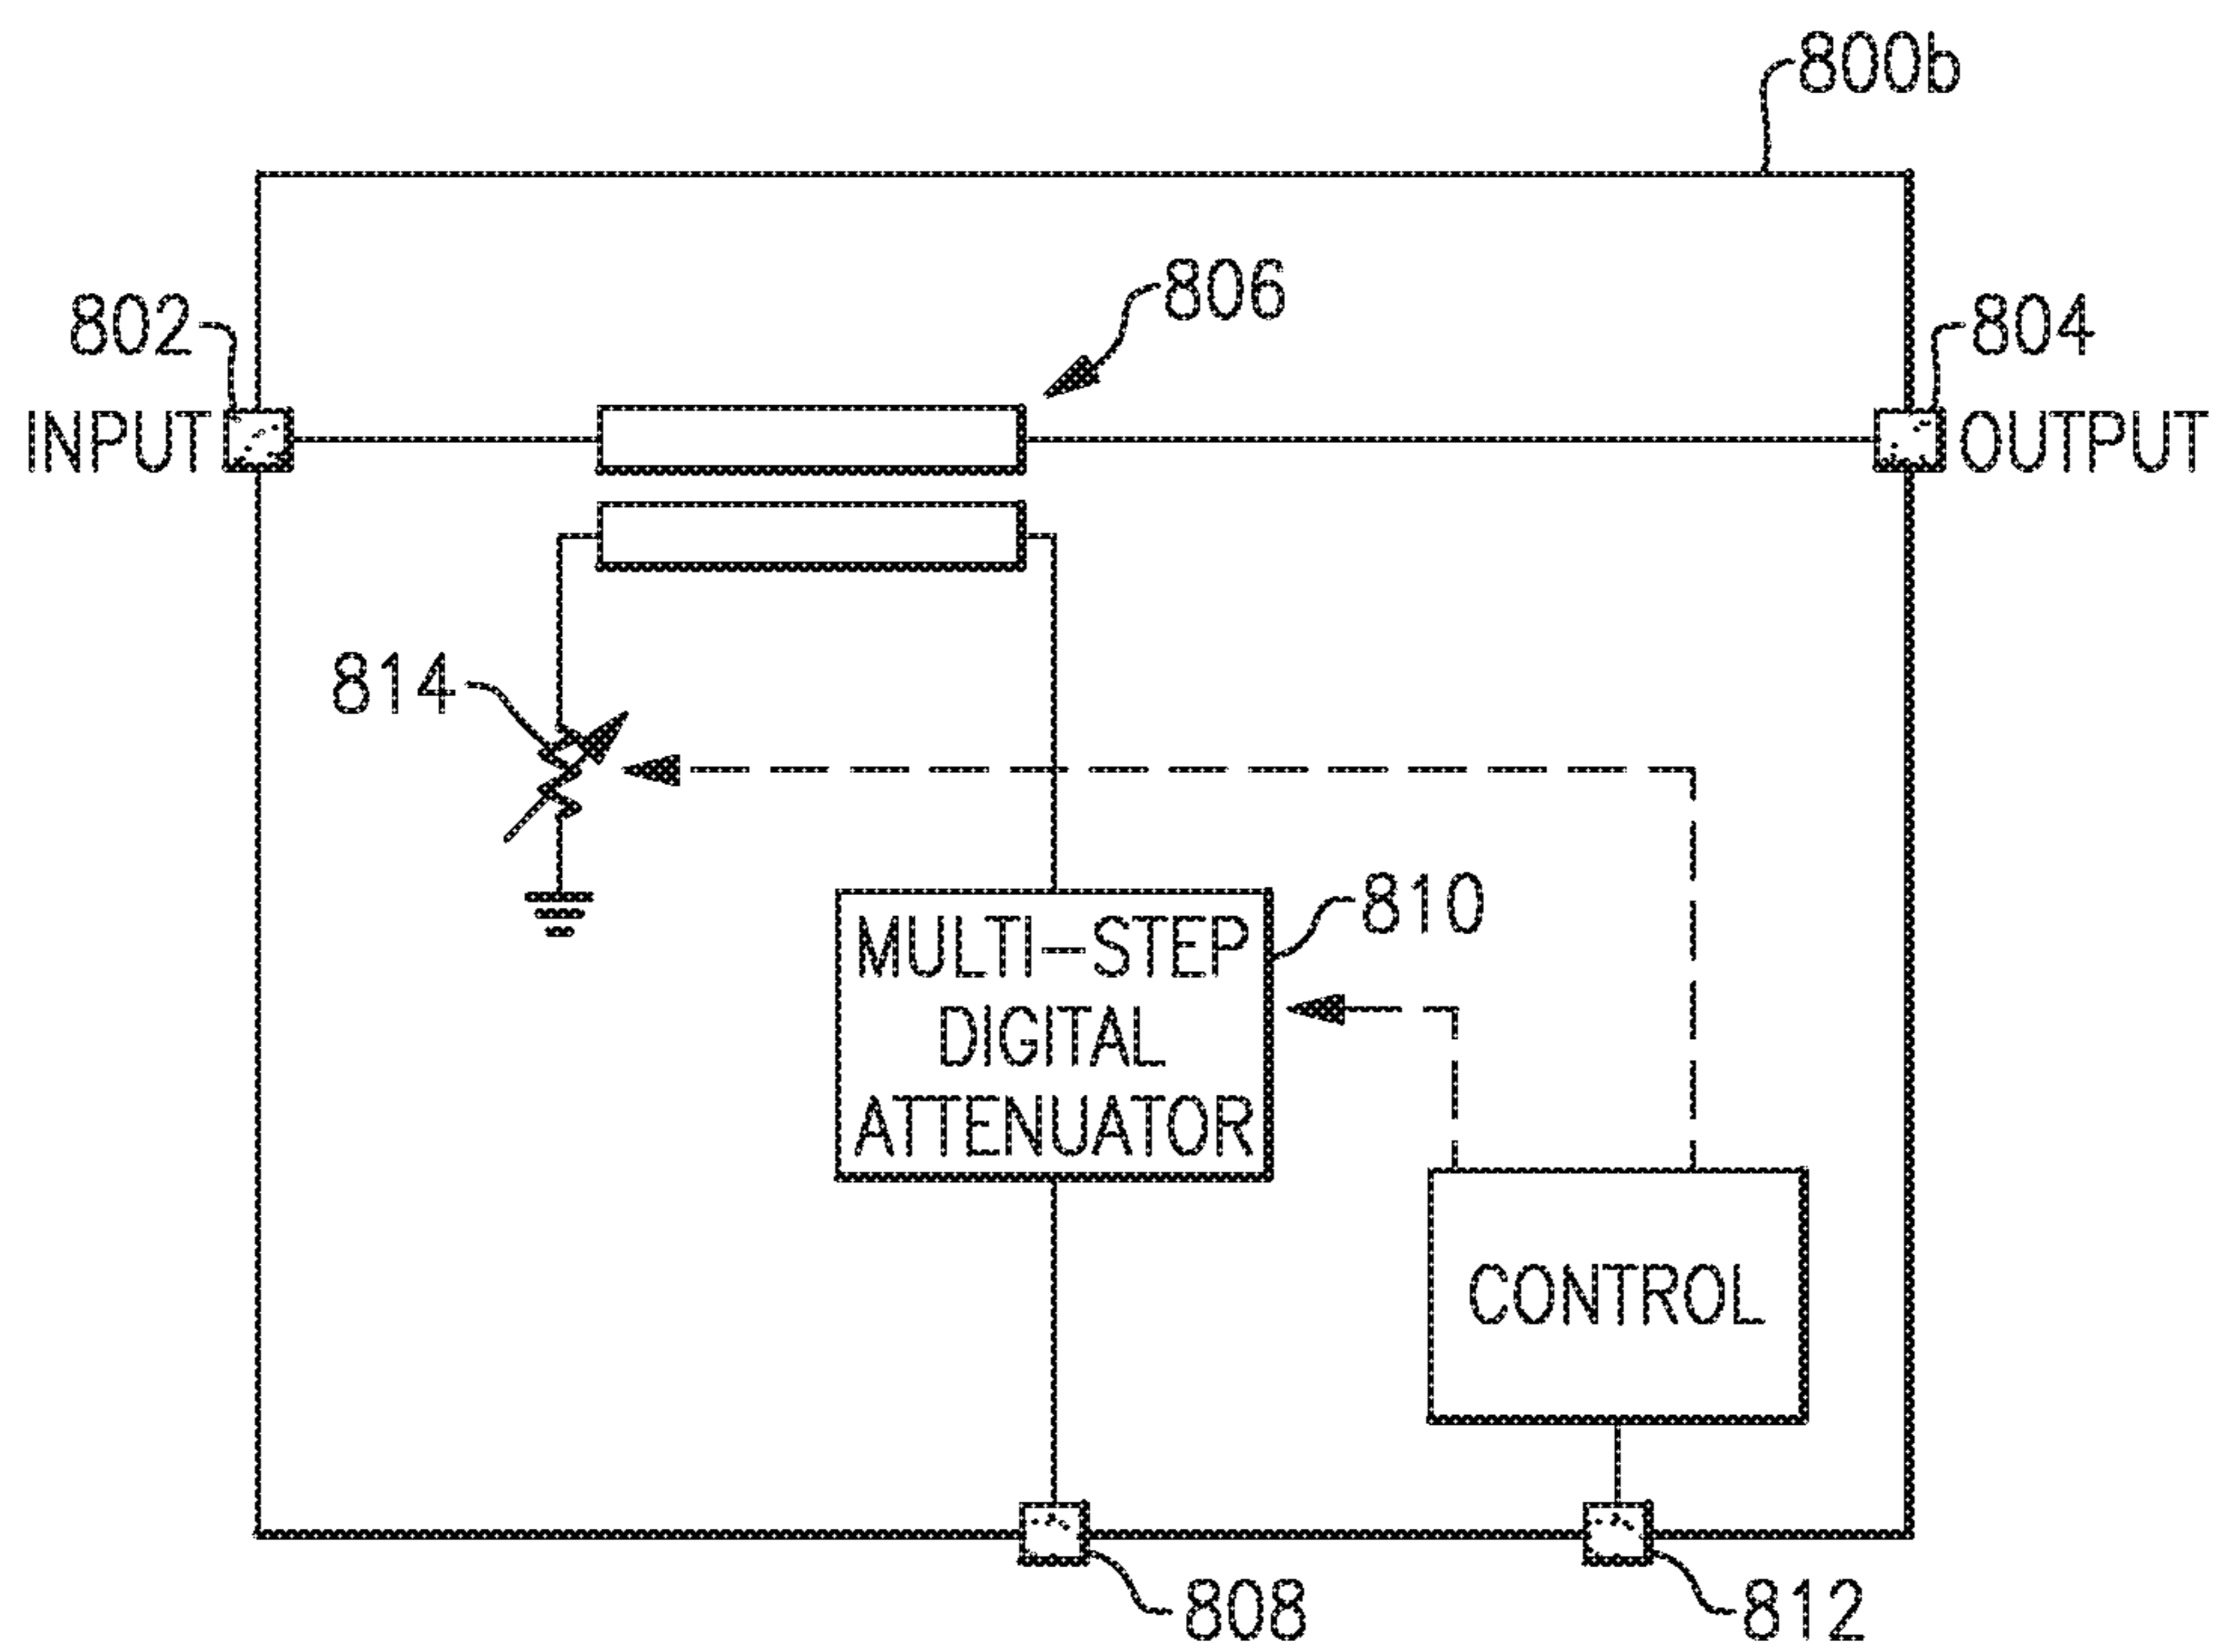 800b
806
802
804
INPUT
OUTPUT
814
810
MULTI-STEP
DIGITAL
ATTENUATOR
CONTROL
808
812